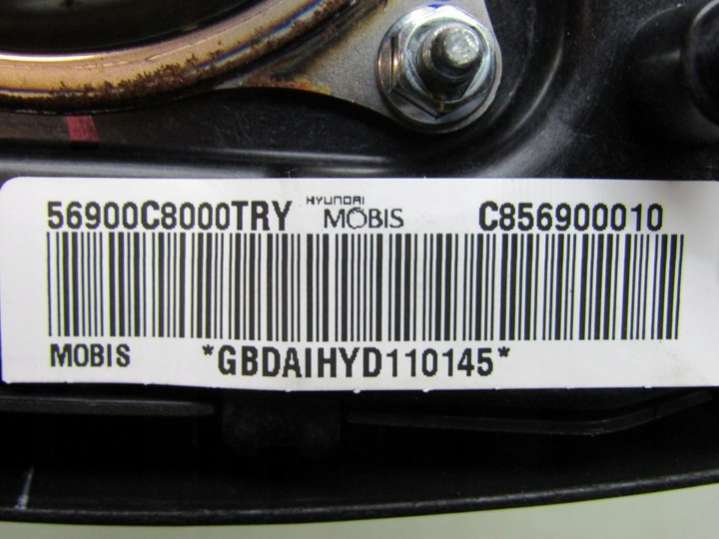 56900C8000TRY HYUNDAI MOBIS C856900010
MOBIS *GBDAIHYD110145*